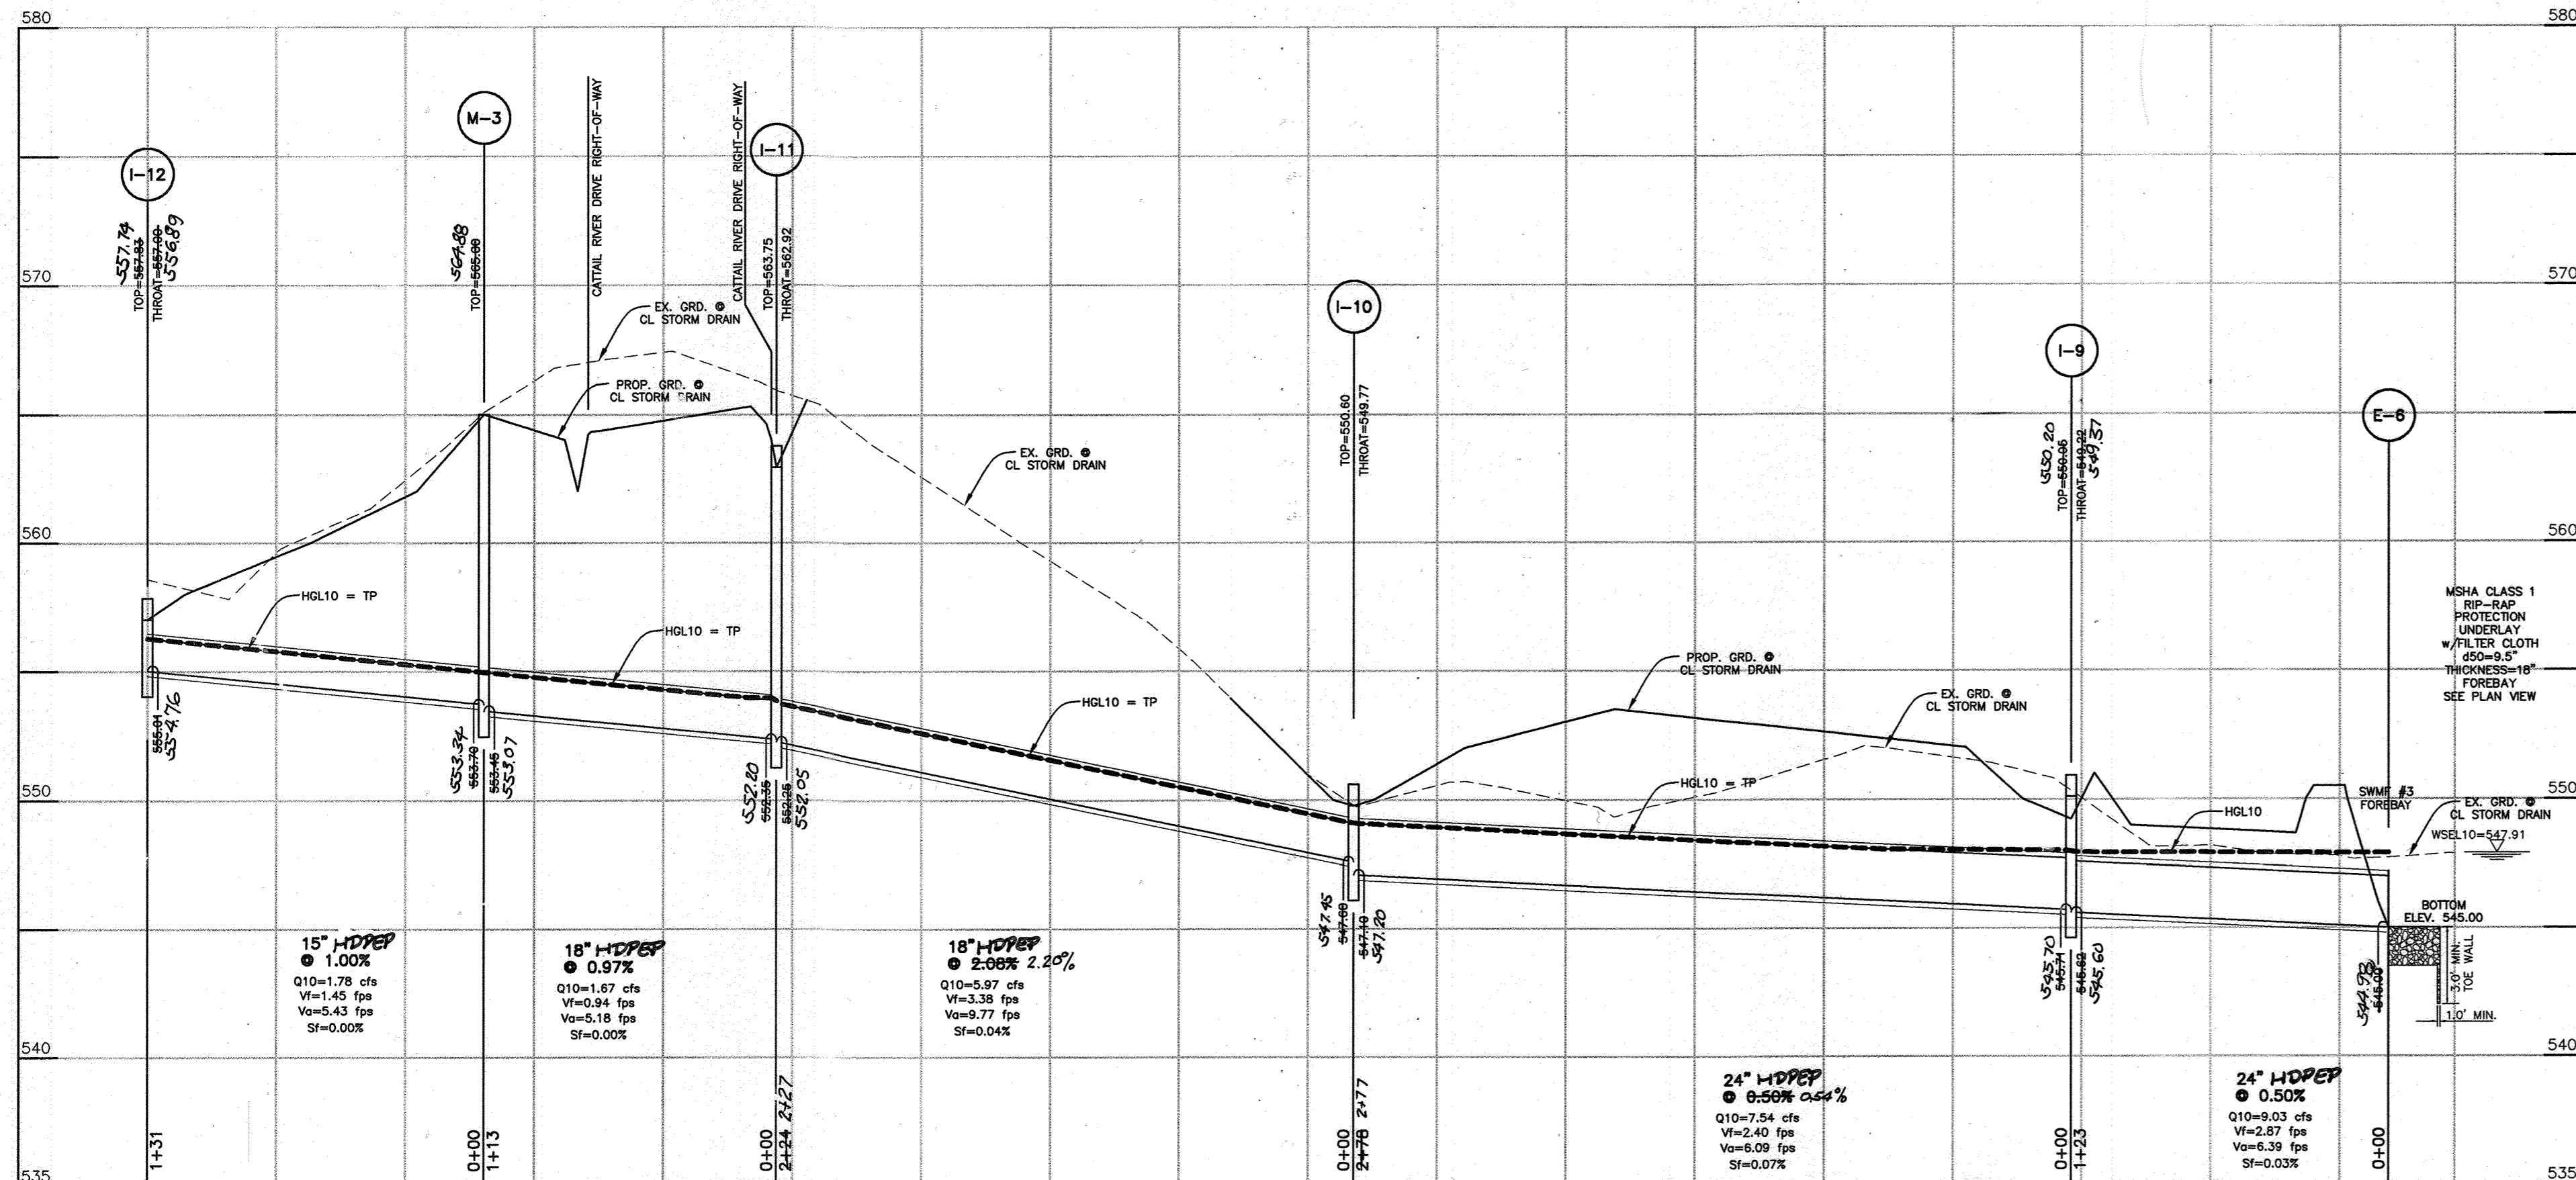 580
580
570
570
560
560
550
550
540
540
535
535
I-12
557.74
TOP=557.83
THROAT=557.00
556.89
M-3
564.88
TOP=565.00
CATTAIL RIVER DRIVE RIGHT-OF-WAY
CATTAIL RIVER DRIVE RIGHT-OF-WAY
I-11
TOP=563.75
THROAT=562.92
I-10
TOP=550.60
THROAT=549.77
I-9
550.20
TOP=550.05
THROAT=549.22
549.37
E-6
EX. GRD. @
CL STORM DRAIN
PROP. GRD. @
CL STORM DRAIN
EX. GRD. @
CL STORM DRAIN
HGL10 = TP
HGL10 = TP
HGL10 = TP
PROP. GRD. @
CL STORM DRAIN
EX. GRD. @
CL STORM DRAIN
HGL10 = TP
HGL10
SWMF #3
FOREBAY
EX. GRD. @
CL STORM DRAIN
WSEL10=547.91
MSHA CLASS 1
RIP-RAP
PROTECTION
UNDERLAY
w/FILTER CLOTH
d50=9.5"
THICKNESS=18"
FOREBAY
SEE PLAN VIEW
BOTTOM
ELEV. 545.00
3.0' MIN.
TOE WALL
1.0' MIN.
555.01
554.76
553.34
553.70
553.45
553.07
552.20
552.35
552.25
552.05
547.45
547.60
547.10
547.20
545.70
545.71
545.62
545.60
544.98
545.00
15" HDPEP
@ 1.00%
Q10=1.78 cfs
Vf=1.45 fps
Va=5.43 fps
Sf=0.00%
18" HDPEP
@ 0.97%
Q10=1.67 cfs
Vf=0.94 fps
Va=5.18 fps
Sf=0.00%
18" HDPEP
@ 2.08% 2.20%
Q10=5.97 cfs
Vf=3.38 fps
Va=9.77 fps
Sf=0.04%
24" HDPEP
@ 0.50% 0.54%
Q10=7.54 cfs
Vf=2.40 fps
Va=6.09 fps
Sf=0.07%
24" HDPEP
@ 0.50%
Q10=9.03 cfs
Vf=2.87 fps
Va=6.39 fps
Sf=0.03%
1+31
0+00
1+13
0+00
2+24 2+27
0+00
2+78 2+77
0+00
1+23
0+00